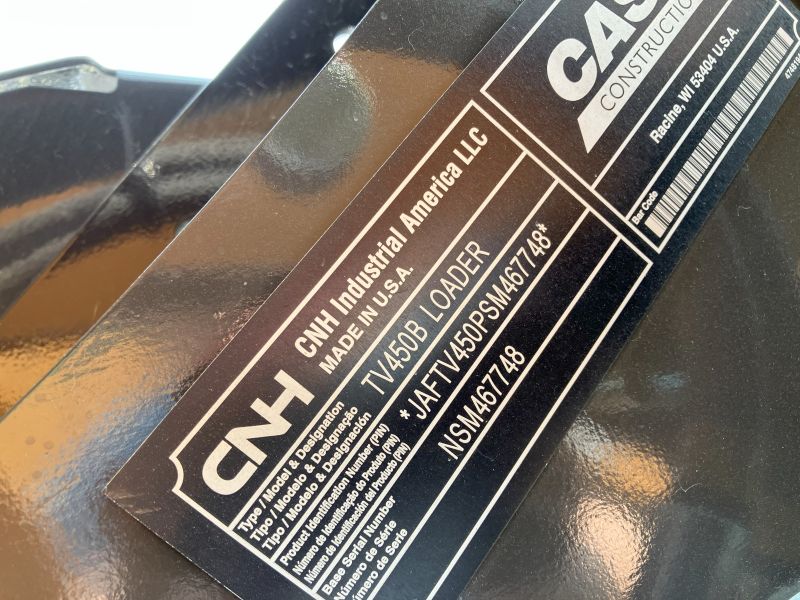 CNH
CNH Industrial America LLC
MADE IN U.S.A.
Type / Model & Designation
Tipo / Modelo & Designação
Tipo / Modelo & Designación
TV450B LOADER
Product Identification Number (PIN)
Número de Identificação do Produto (PIN)
Número de Identificación del Producto (PIN)
*JAFTV450PSM467748*
Base Serial Number
Número de Série
Número de Serie
NSM467748
CAS
CONSTRUCTIO
Racine, WI 53404 U.S.A.
Bar Code